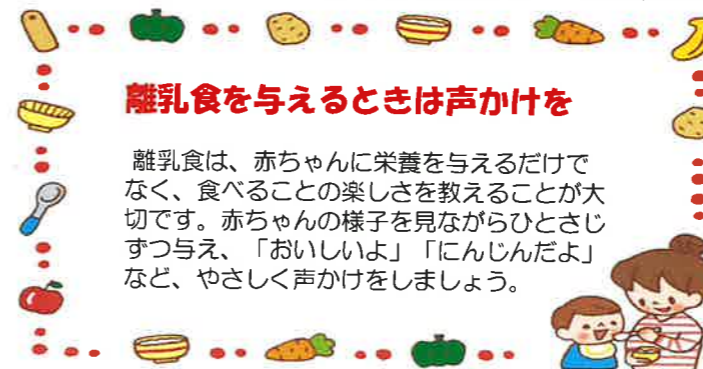 離乳食を与えるときは声かけを
離乳食は、赤ちゃんに栄養を与えるだけで
なく、食べることの楽しさを教えることが大
切です。赤ちゃんの様子を見ながらひとさじ
ずつ与え、「おいしいよ」「にんじんだよ」
など、やさしく声かけをしましょう。